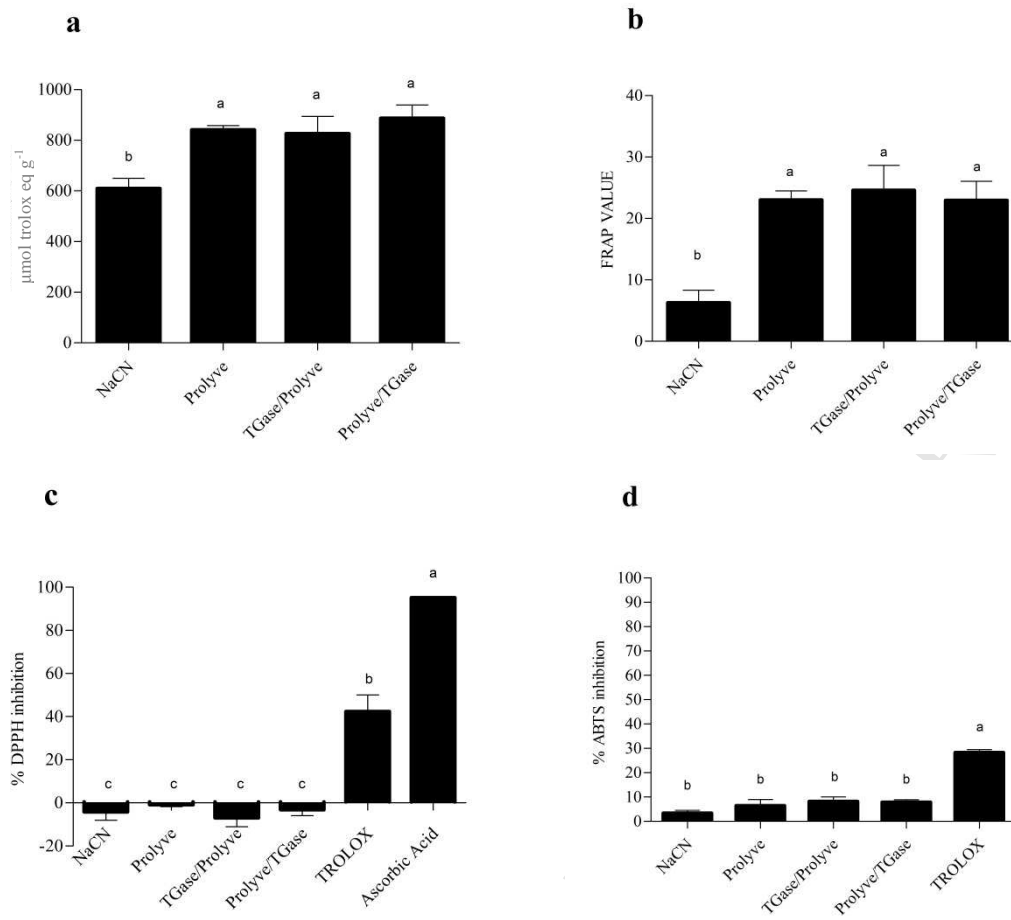 a
µmol trolox eq g⁻¹
1000
800
600
400
200
0
b
a
a
a
NaCN
Prolyve
TGase/Prolyve
Prolyve/TGase
b
FRAP VALUE
40
30
20
10
0
b
a
a
a
NaCN
Prolyve
TGase/Prolyve
Prolyve/TGase
c
% DPPH inhibition
100
80
60
40
20
0
-20
c
c
c
c
b
a
NaCN
Prolyve
TGase/Prolyve
Prolyve/TGase
TROLOX
Ascorbic Acid
d
% ABTS inhibition
100
90
80
70
60
50
40
30
20
10
0
b
b
b
b
a
NaCN
Prolyve
TGase/Prolyve
Prolyve/TGase
TROLOX